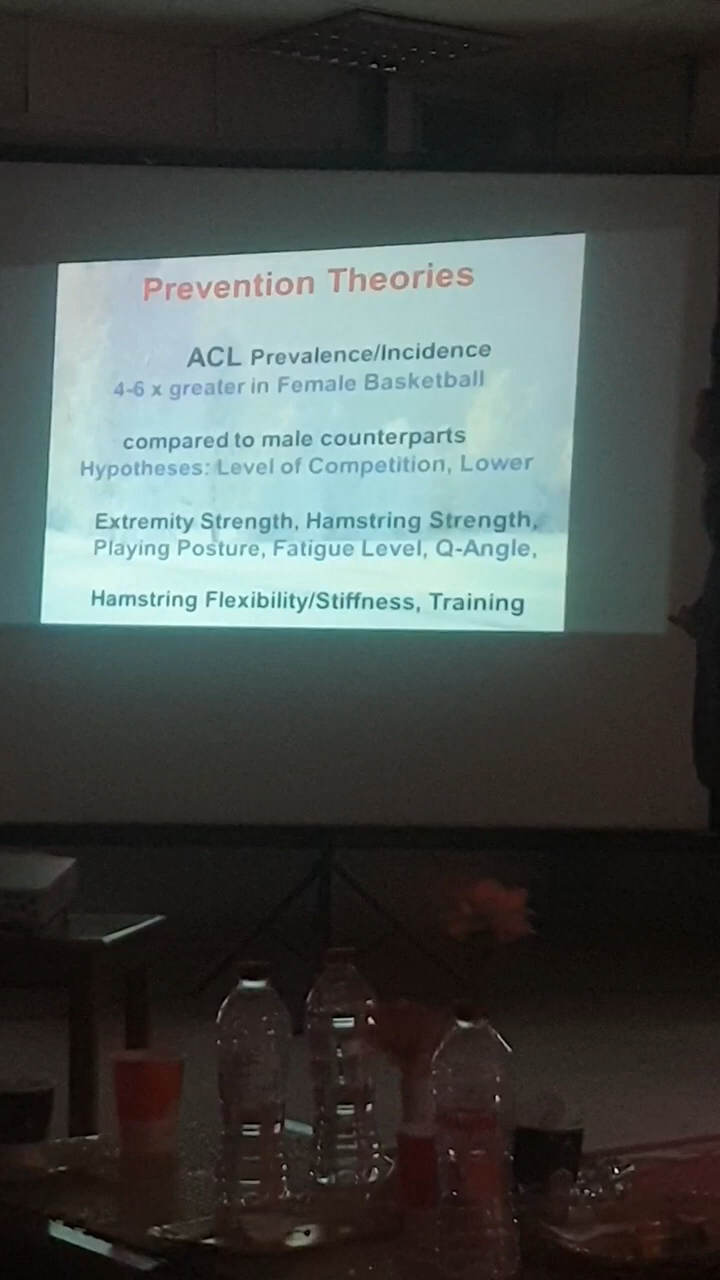 Prevention Theories
ACL Prevalence/Incidence
4-6 x greater in Female Basketball
compared to male counterparts
Hypotheses: Level of Competition, Lower
Extremity Strength, Hamstring Strength,
Playing Posture, Fatigue Level, Q-Angle,
Hamstring Flexibility/Stiffness, Training